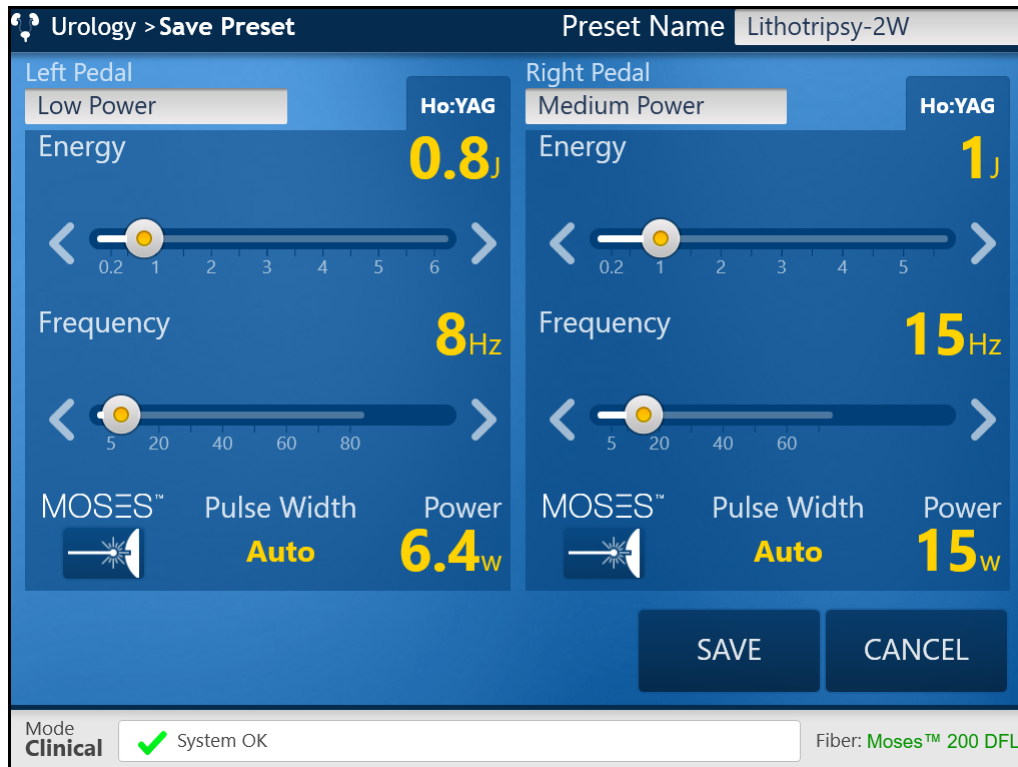 Urology > Save Preset
Preset Name Lithotripsy-2W
Left Pedal
Low Power
Ho:YAG
Energy
0.8J
0.2 1 2 3 4 5 6
Frequency
8Hz
5 20 40 60 80
MOSES™ Pulse Width Power
Auto 6.4W
Right Pedal
Medium Power
Ho:YAG
Energy
1J
0.2 1 2 3 4 5
Frequency
15Hz
5 20 40 60
MOSES™ Pulse Width Power
Auto 15W
SAVE CANCEL
Mode
Clinical
System OK
Fiber: Moses™ 200 DFL